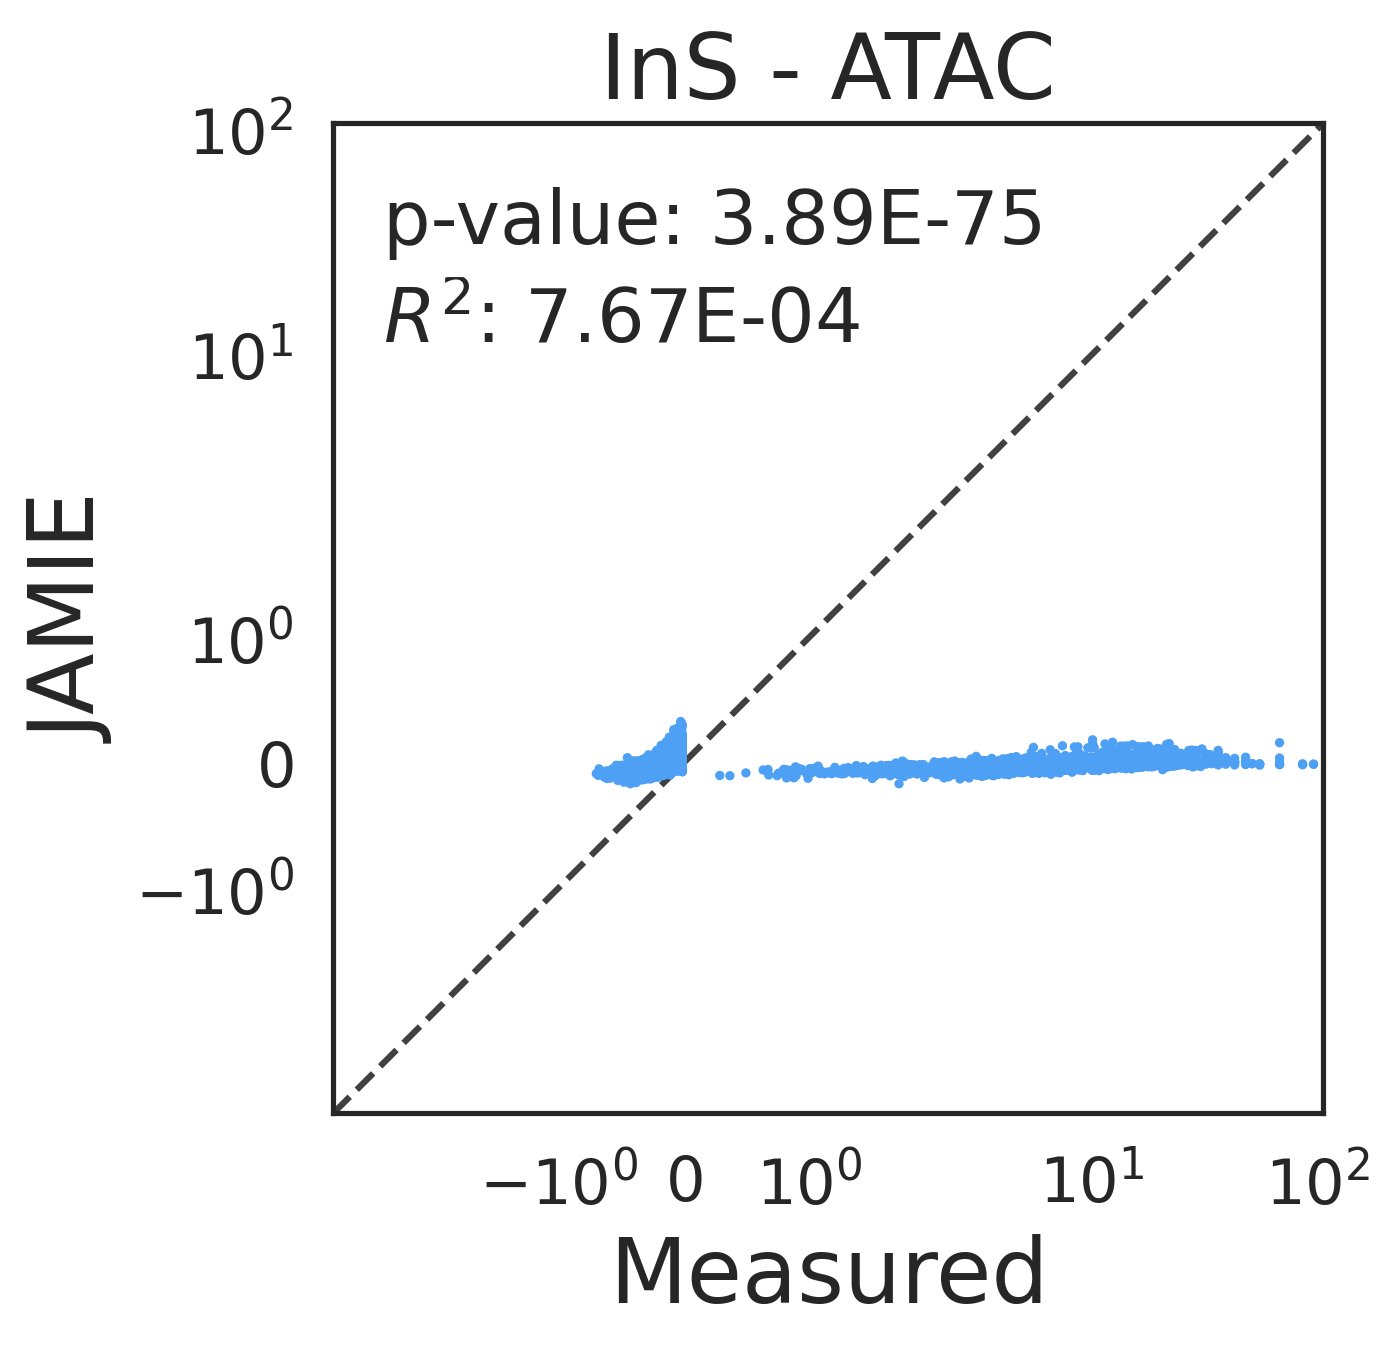 InS - ATAC
p-value: 3.89E-75
R²: 7.67E-04
10²
10¹
10⁰
0
−10⁰
JAMIE
−10⁰ 0 10⁰ 10¹ 10²
Measured